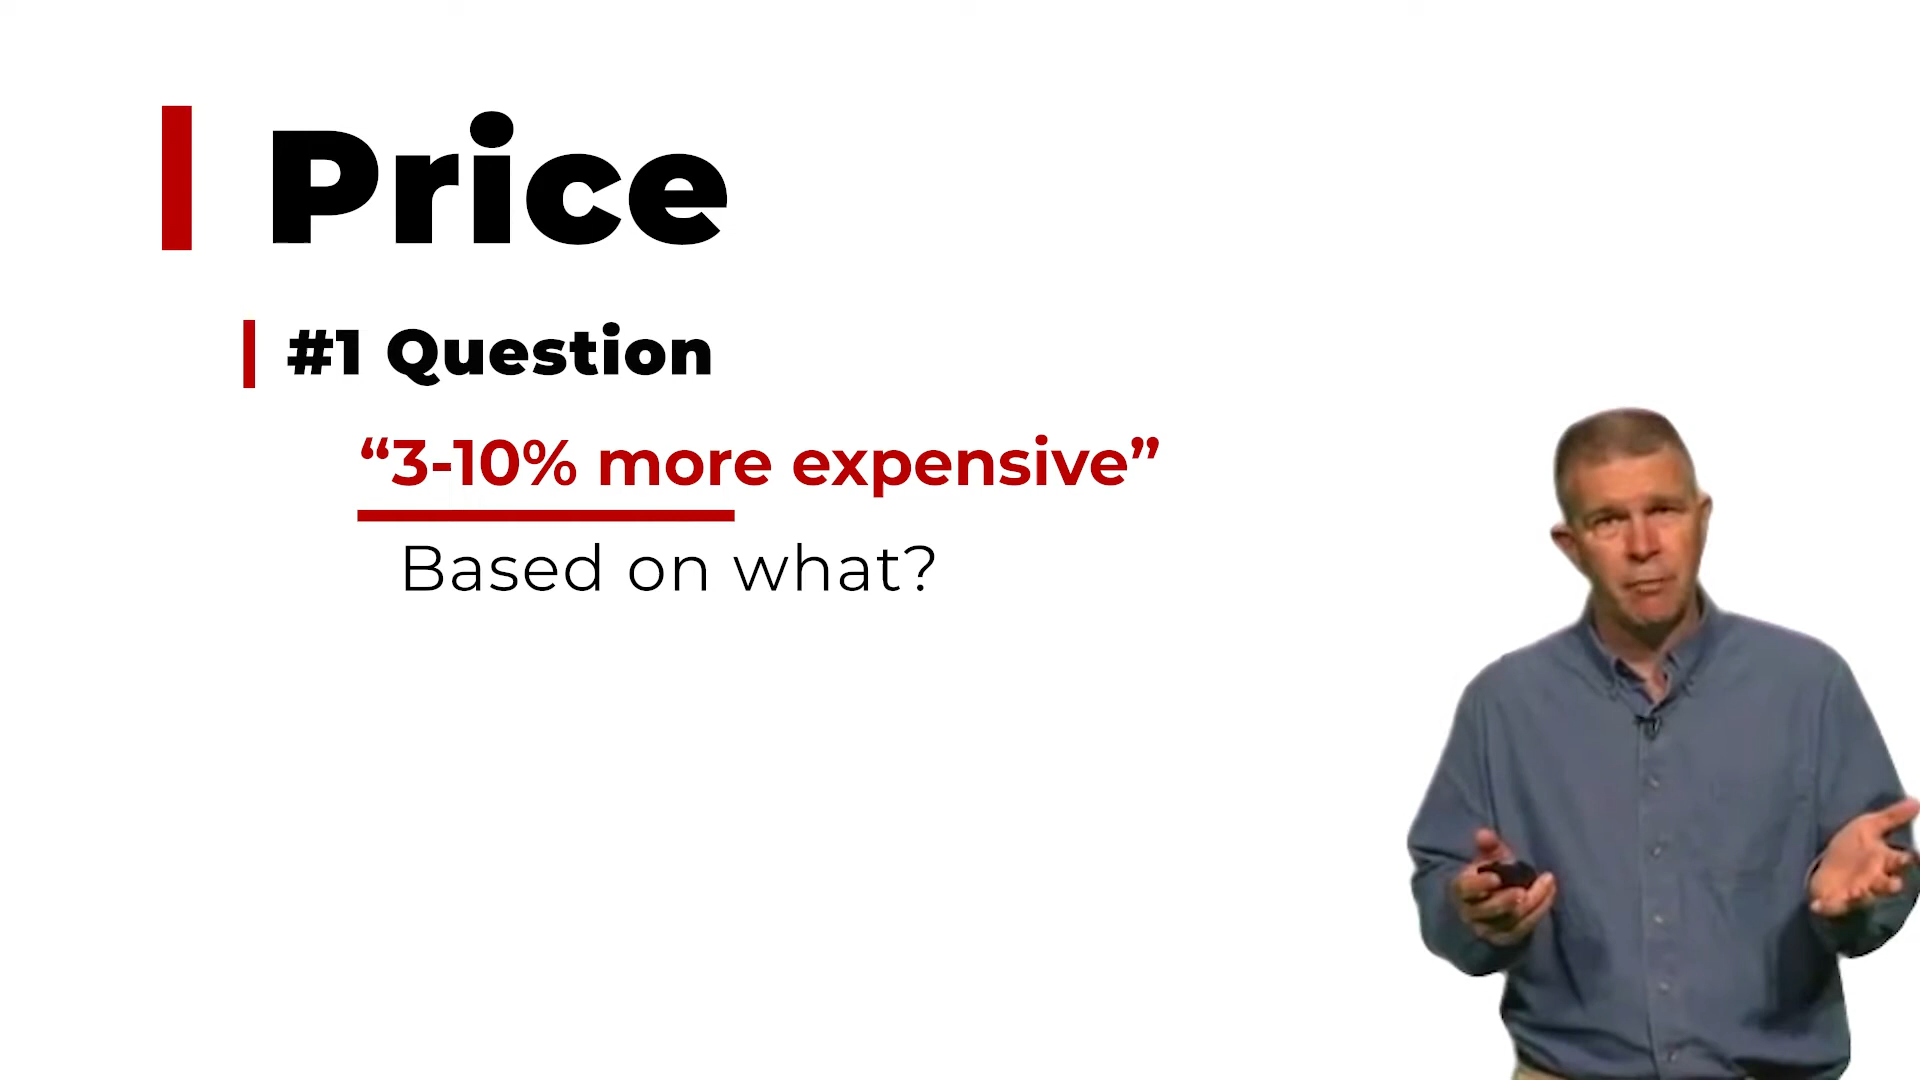 Price
#1 Question
“3-10% more expensive”
Based on what?